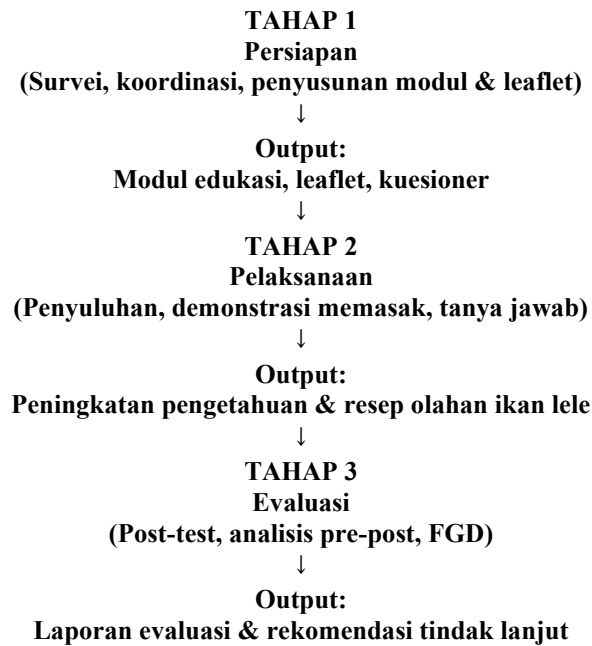 TAHAP 1
Persiapan
(Survei, koordinasi, penyusunan modul & leaflet)
↓
Output:
Modul edukasi, leaflet, kuesioner
↓
TAHAP 2
Pelaksanaan
(Penyuluhan, demonstrasi memasak, tanya jawab)
↓
Output:
Peningkatan pengetahuan & resep olahan ikan lele
↓
TAHAP 3
Evaluasi
(Post-test, analisis pre-post, FGD)
↓
Output:
Laporan evaluasi & rekomendasi tindak lanjut